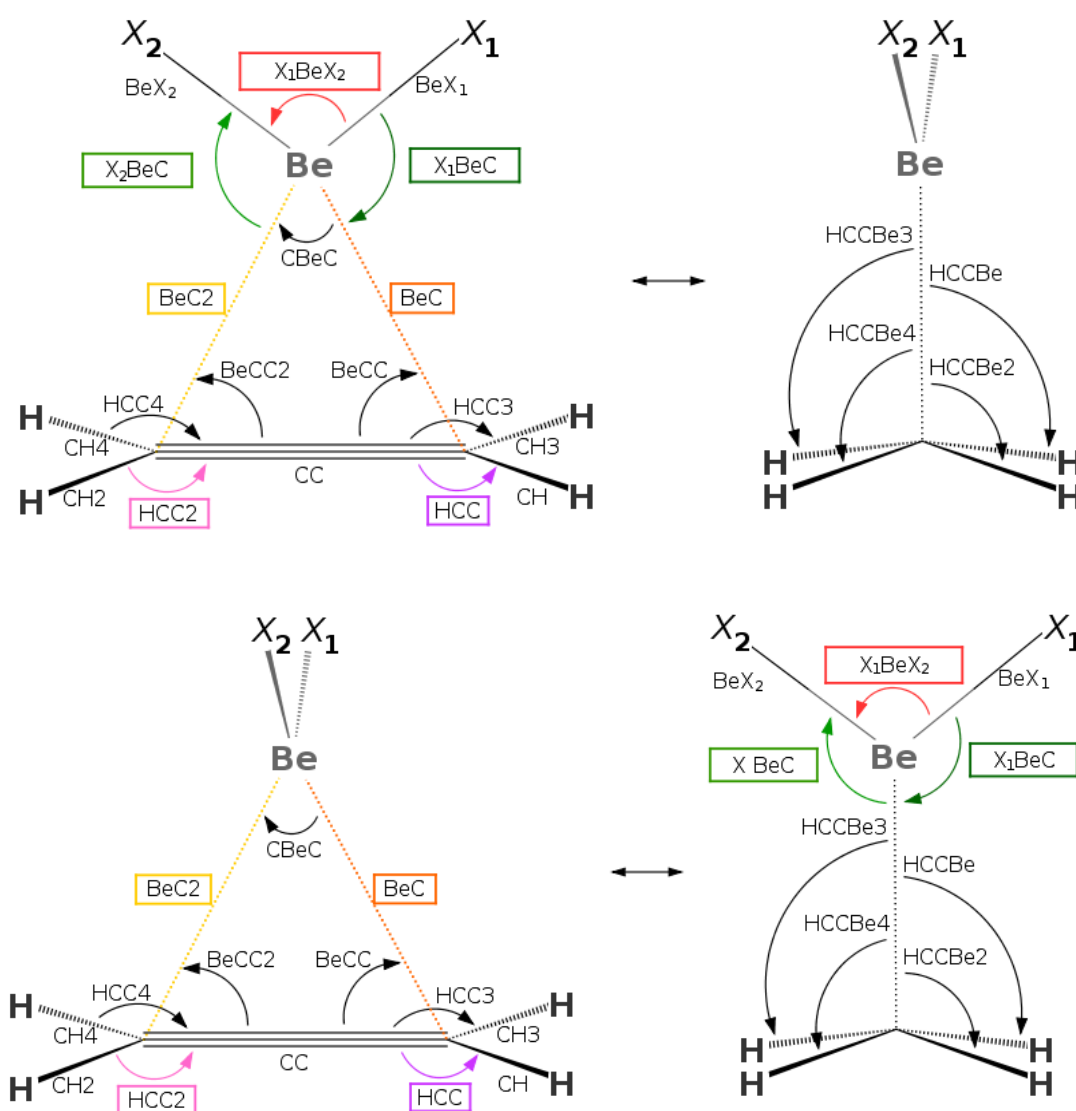 X₂ X₁
X₁BeX₂
BeX₂ BeX₁
Be
X₂BeC X₁BeC
CBeC
BeC2 BeC
BeCC2 BeCC
HCC4 HCC3
H H
CH4 CH3
CC
H CH2 CH H
HCC2 HCC
X₂ X₁
Be
HCCBe3
HCCBe
HCCBe4
HCCBe2
H H
H H
X₂ X₁
Be
CBeC
BeC2 BeC
BeCC2 BeCC
HCC4 HCC3
H H
CH4 CH3
CC
H CH2 CH H
HCC2 HCC
X₂ X₁
X₁BeX₂
BeX₂ BeX₁
Be
X BeC X₁BeC
HCCBe3
HCCBe
HCCBe4
HCCBe2
H H
H H